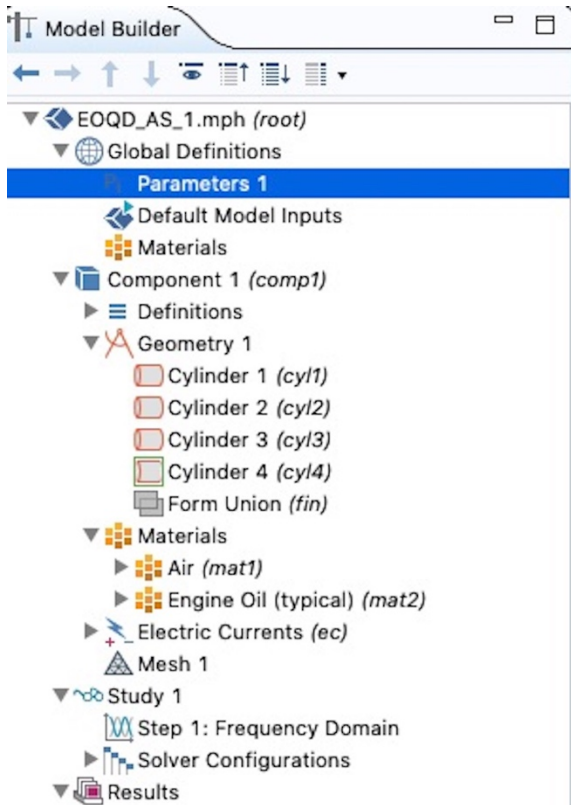 Model Builder
EOQD_AS_1.mph (root)
Global Definitions
Pi Parameters 1
Default Model Inputs
Materials
Component 1 (comp1)
Definitions
Geometry 1
Cylinder 1 (cyl1)
Cylinder 2 (cyl2)
Cylinder 3 (cyl3)
Cylinder 4 (cyl4)
Form Union (fin)
Materials
Air (mat1)
Engine Oil (typical) (mat2)
Electric Currents (ec)
Mesh 1
Study 1
Step 1: Frequency Domain
Solver Configurations
Results